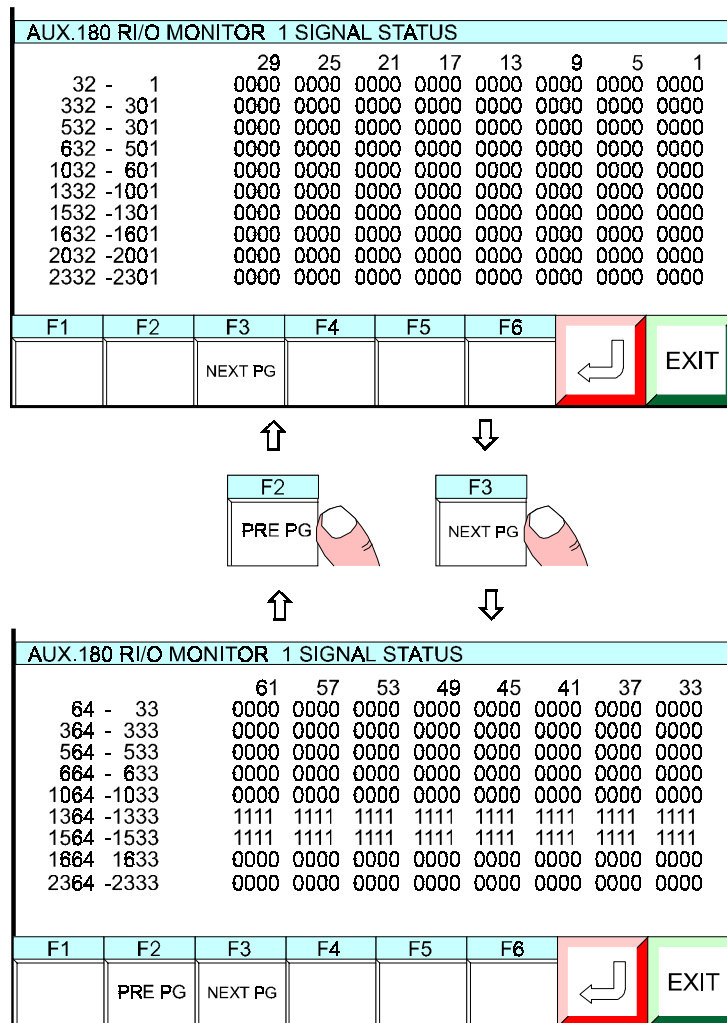 AUX.180 RI/O MONITOR 1 SIGNAL STATUS
29 25 21 17 13 9 5 1
32 - 1 0000 0000 0000 0000 0000 0000 0000 0000
332 - 301 0000 0000 0000 0000 0000 0000 0000 0000
532 - 301 0000 0000 0000 0000 0000 0000 0000 0000
632 - 501 0000 0000 0000 0000 0000 0000 0000 0000
1032 - 601 0000 0000 0000 0000 0000 0000 0000 0000
1332 -1001 0000 0000 0000 0000 0000 0000 0000 0000
1532 -1301 0000 0000 0000 0000 0000 0000 0000 0000
1632 -1601 0000 0000 0000 0000 0000 0000 0000 0000
2032 -2001 0000 0000 0000 0000 0000 0000 0000 0000
2332 -2301 0000 0000 0000 0000 0000 0000 0000 0000
F1 F2 F3 F4 F5 F6
NEXT PG
EXIT
F2 F3
PRE PG NEXT PG
AUX.180 RI/O MONITOR 1 SIGNAL STATUS
61 57 53 49 45 41 37 33
64 - 33 0000 0000 0000 0000 0000 0000 0000 0000
364 - 333 0000 0000 0000 0000 0000 0000 0000 0000
564 - 533 0000 0000 0000 0000 0000 0000 0000 0000
664 - 633 0000 0000 0000 0000 0000 0000 0000 0000
1064 -1033 0000 0000 0000 0000 0000 0000 0000 0000
1364 -1333 1111 1111 1111 1111 1111 1111 1111 1111
1564 -1533 1111 1111 1111 1111 1111 1111 1111 1111
1664 1633 0000 0000 0000 0000 0000 0000 0000 0000
2364 -2333 0000 0000 0000 0000 0000 0000 0000 0000
F1 F2 F3 F4 F5 F6
PRE PG NEXT PG
EXIT